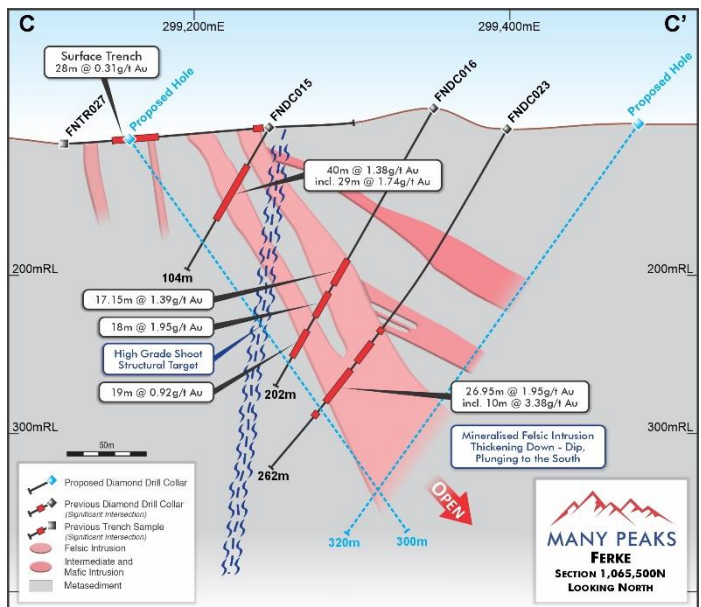 C
299,200mE
299,400mE
C'
Surface Trench
28m @ 0.31g/t Au
FNTR027
Proposed Hole
FNDC015
FNDC016
FNDC023
Proposed Hole
40m @ 1.38g/t Au
incl. 29m @ 1.74g/t Au
104m
200mRL
200mRL
17.15m @ 1.39g/t Au
18m @ 1.95g/t Au
High Grade Shoot
Structural Target
19m @ 0.92g/t Au
202m
26.95m @ 1.95g/t Au
incl. 10m @ 3.38g/t Au
300mRL
300mRL
Mineralised Felsic Intrusion
Thickening Down - Dip,
Plunging to the South
50m
262m
OPEN
320m
300m
Proposed Diamond Drill Collar
Previous Diamond Drill Collar
(Significant Intersection)
Previous Trench Sample
(Significant Intersection)
Felsic Intrusion
Intermediate and
Mafic Intrusion
Metasediment
MANY PEAKS
FERKE
SECTION 1,065,500N
LOOKING NORTH